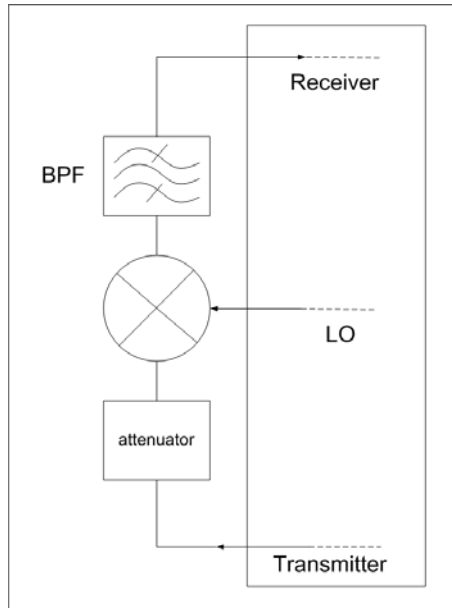 Receiver
BPF
LO
attenuator
Transmitter